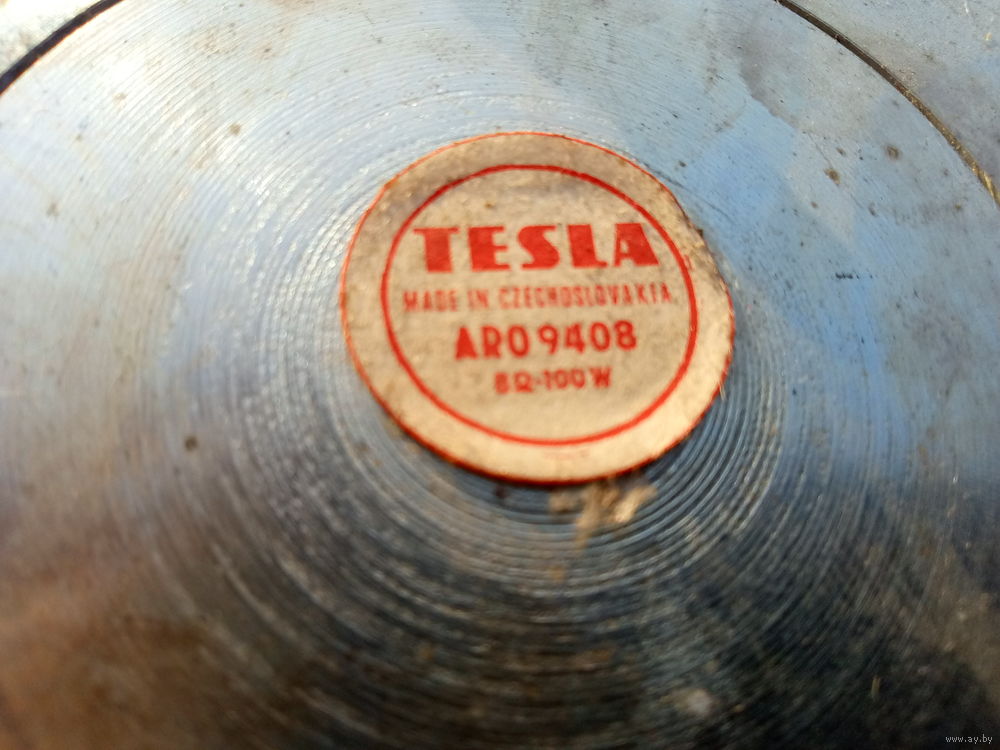 TESLA
MADE IN CZECHOSLOVAKIA
ARO 9408
8Ω-100W
www.ay.by